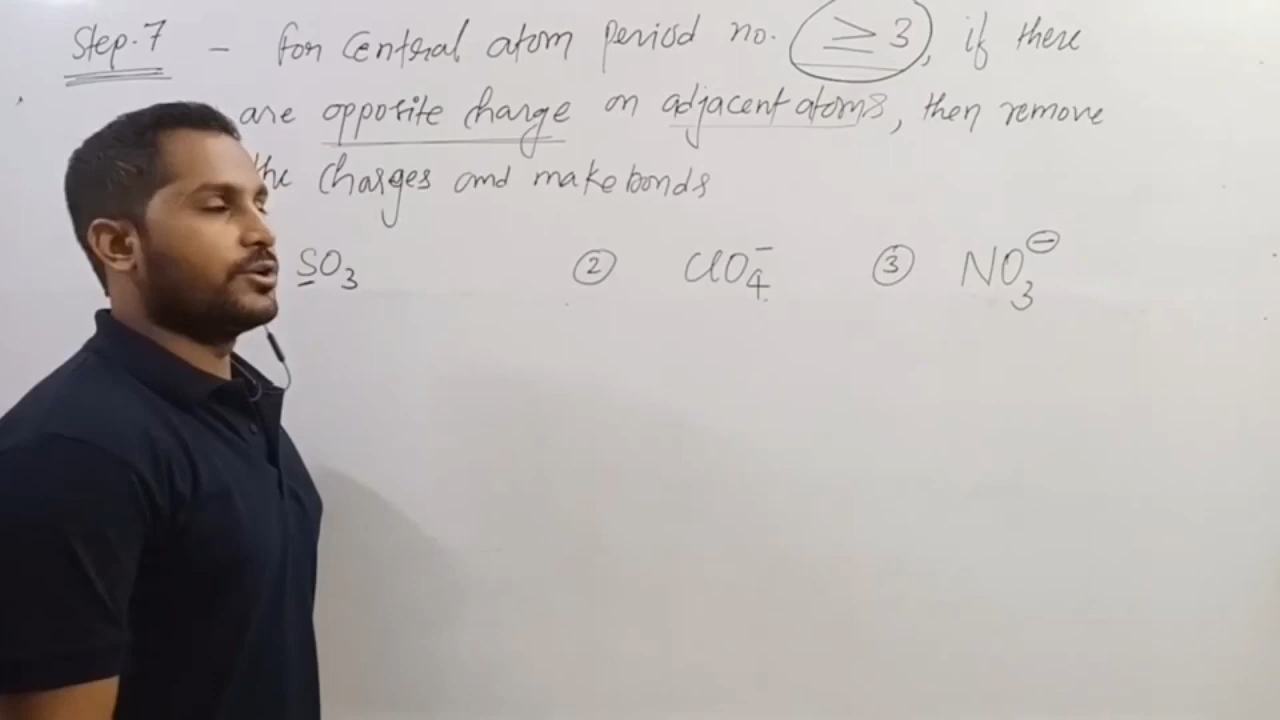 Step.7 - for Central atom period no. ≥ 3, if there
are opposite charge on adjacent atoms, then remove
the Charges and make bonds
SO₃ ② ClO₄⁻ ③ NO₃⊖